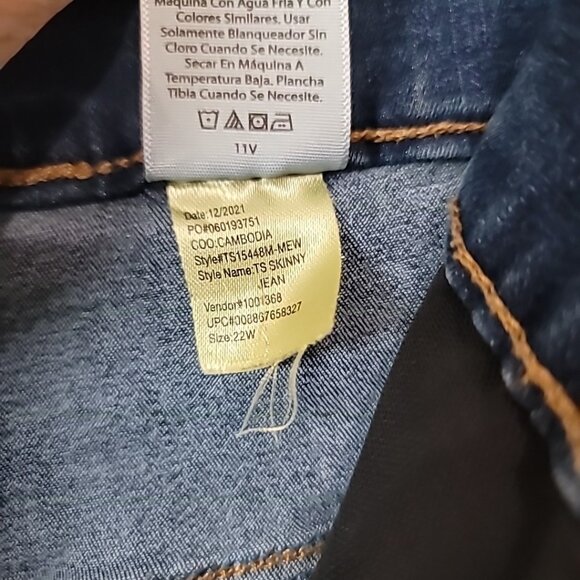 Máquina Con Agua Fría Y Con
Colores Similares. Usar
Solamente Blanqueador Sin
Cloro Cuando Se Necesite.
Secar En Máquina A
Temperatura Baja. Plancha
Tibia Cuando Se Necesite.
11V
Date:12/2021
PO#060193751
COO:CAMBODIA
Style#TS15448M-MEW
Style Name:TS SKINNY
JEAN
Vendor#1001368
UPC#008867658327
Size:22W